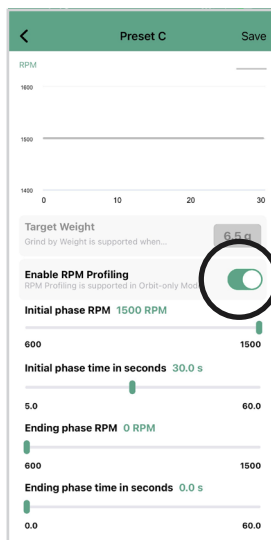 Preset C
Save
RPM
1600
1500
1400
0 10 20 30
Target Weight
Grind by Weight is supported when...
6.5 g
Enable RPM Profiling
RPM Profiling is supported in Orbit-only Mod
Initial phase RPM 1500 RPM
600 1500
Initial phase time in seconds 30.0 s
5.0 60.0
Ending phase RPM 0 RPM
600 1500
Ending phase time in seconds 0.0 s
0.0 60.0